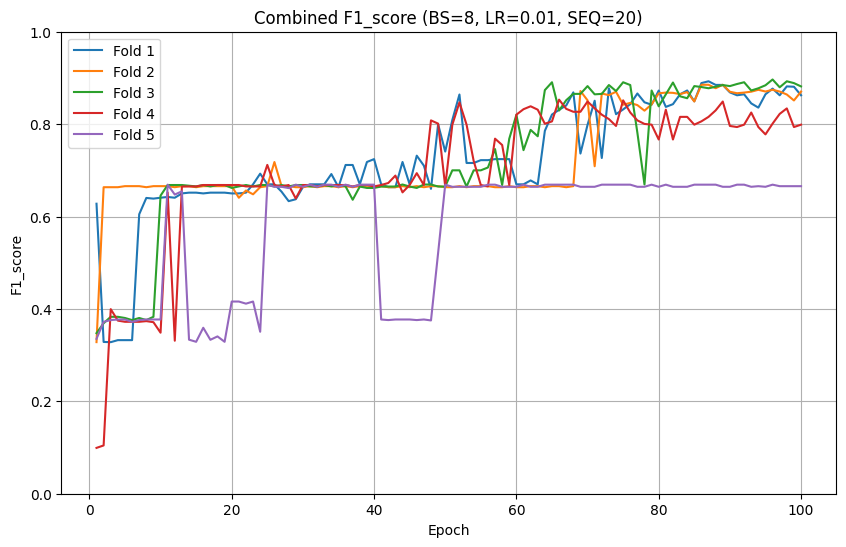 Combined F1_score (BS=8, LR=0.01, SEQ=20)
Fold 1
Fold 2
Fold 3
Fold 4
Fold 5
1.0
0.8
0.6
0.4
0.2
0.0
F1_score
0 20 40 60 80 100
Epoch